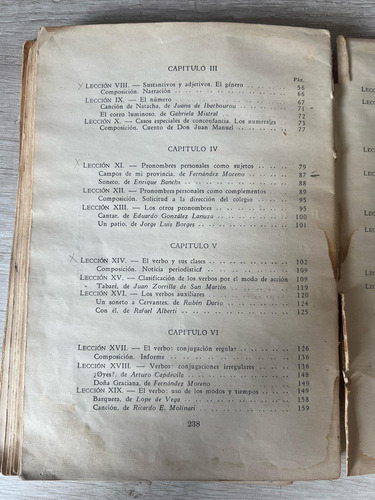 CAPITULO III
Pág.
LECCIÓN VIII. — Sustantivos y adjetivos. El género ...... 56
Composición. Narración ...... 66
LECCIÓN IX. — El número ...... 67
Canción de Natacha, de Juana de Ibarbourou ...... 71
El corro luminoso, de Gabriela Mistral ...... 72
LECCIÓN X. — Casos especiales de concordancia. Los numerales 73
Composición. Cuento de Don Juan Manuel ...... 77
CAPITULO IV
LECCIÓN XI. — Pronombres personales como sujetos ...... 79
Campos de mi provincia, de Fernández Moreno ...... 87
Soneto, de Enrique Banchs ...... 88
LECCIÓN XII. — Pronombres personales como complementos 89
Composición. Solicitud a la dirección del colegio ...... 95
LECCIÓN XIII. — Los otros pronombres ...... 95
Cantar, de Eduardo González Lanuza ...... 100
Un patio, de Jorge Luis Borges ...... 101
CAPITULO V
LECCIÓN XIV. — El verbo y sus clases ...... 102
Composición. Noticia periodística ...... 109
LECCIÓN XV. — Clasificación de los verbos por el modo de acción 109
Tabaré, de Juan Zorrilla de San Martín ...... 119
LECCIÓN XVI. — Los verbos auxiliares ...... 120
Un soneto a Cervantes, de Rubén Darío ...... 124
Con él, de Rafael Alberti ...... 125
CAPITULO VI
LECCIÓN XVII. — El verbo: conjugación regular ...... 126
Composición. Informe ...... 136
LECCIÓN XVIII. — Verbos: conjugaciones irregulares ...... 136
¿Oyes?, de Arturo Capdevila ...... 148
Doña Graciana, de Fernández Moreno ...... 149
LECCIÓN XIX. — El verbo: uso de los modos y tiempos ...... 149
Barquera, de Lope de Vega ...... 158
Canción, de Ricardo E. Molinari ...... 159
238